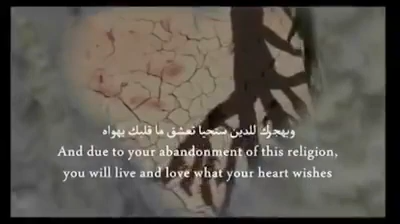 وبهجرك للدين ستحيا تعشق ما قلبك يهواه
And due to your abandonment of this religion,
you will live and love what your heart wishes